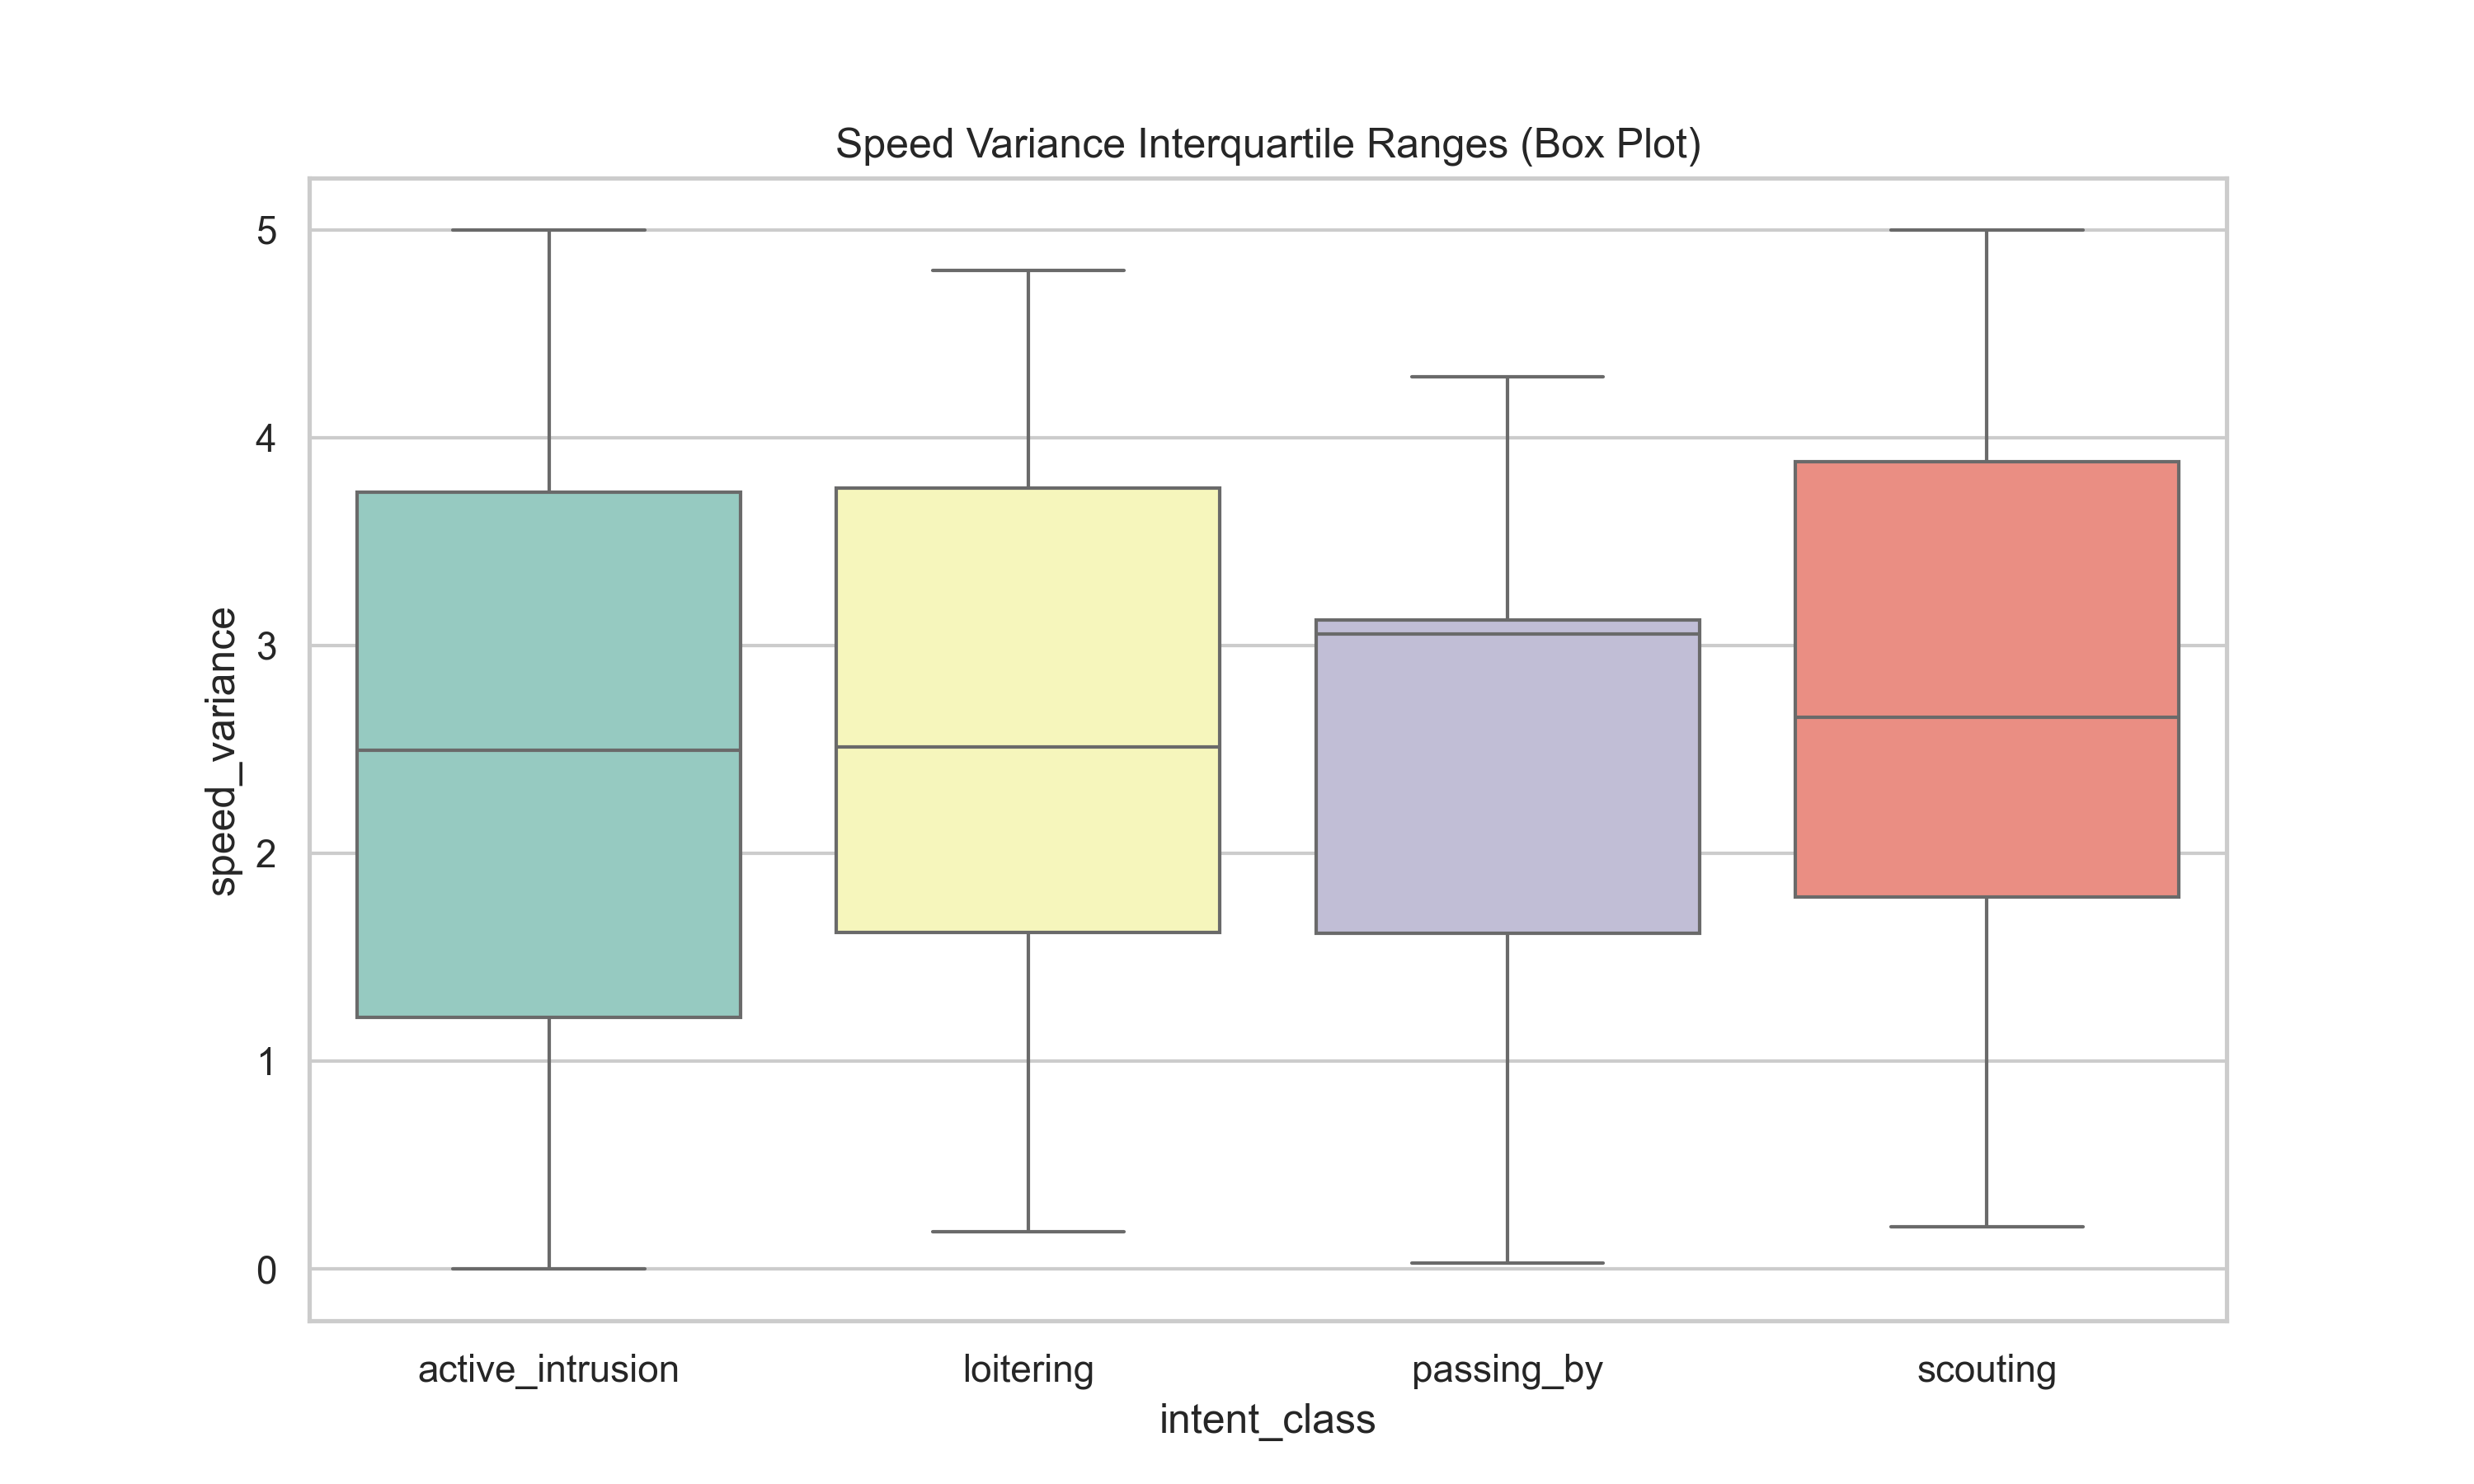 Speed Variance Interquartile Ranges (Box Plot)
speed_variance
5
4
3
2
1
0
active_intrusion
loitering
passing_by
scouting
intent_class